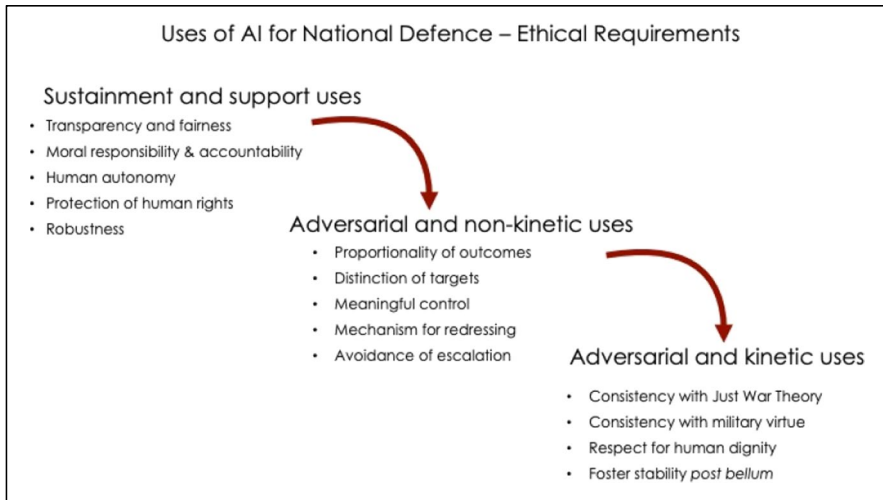 Uses of AI for National Defence – Ethical Requirements
Sustainment and support uses
• Transparency and fairness
• Moral responsibility & accountability
• Human autonomy
• Protection of human rights
• Robustness
Adversarial and non-kinetic uses
• Proportionality of outcomes
• Distinction of targets
• Meaningful control
• Mechanism for redressing
• Avoidance of escalation
Adversarial and kinetic uses
• Consistency with Just War Theory
• Consistency with military virtue
• Respect for human dignity
• Foster stability post bellum